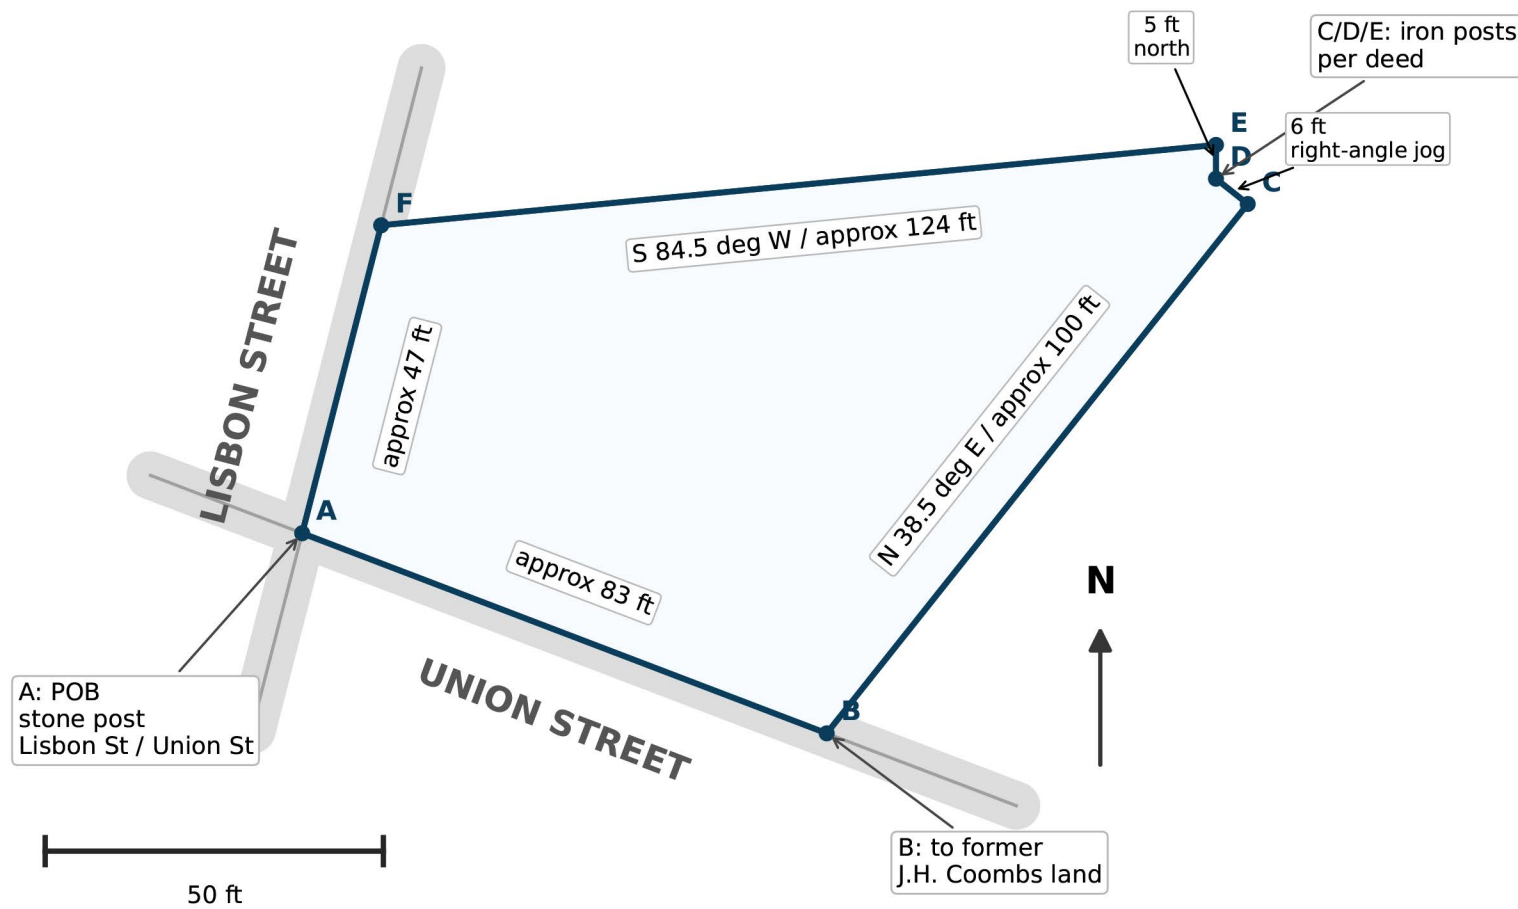 5 ft
north
C/D/E: iron posts
per deed
E
6 ft
right-angle jog
D
C
F
S 84.5 deg W / approx 124 ft
LISBON STREET
approx 47 ft
N 38.5 deg E / approx 100 ft
A
approx 83 ft
N
UNION STREET
B
A: POB
stone post
Lisbon St / Union St
B: to former
J.H. Coombs land
50 ft